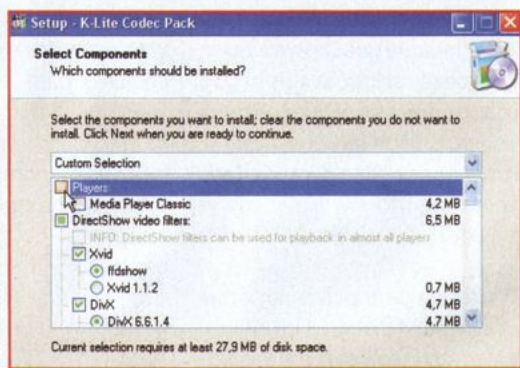 Setup - K-Lite Codec Pack
Select Components
Which components should be installed?
Select the components you want to install; clear the components you do not want to
install. Click Next when you are ready to continue.
Custom Selection
Players:
Media Player Classic 4,2 MB
DirectShow video filters: 6,5 MB
INFO: DirectShow filters can be used for playback in almost all players
Xvid
ffdshow
Xvid 1.1.2 0,7 MB
DivX 4,7 MB
DivX 6.6.1.4 4,7 MB
Current selection requires at least 27,9 MB of disk space.